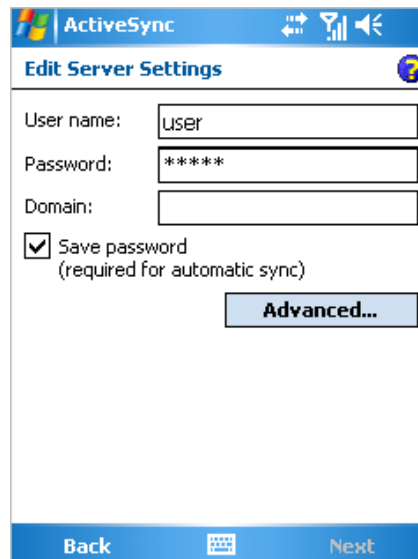 ActiveSync
Edit Server Settings
?
User name:
user
Password:
*****
Domain:
Save password
(required for automatic sync)
Advanced...
Back
Next